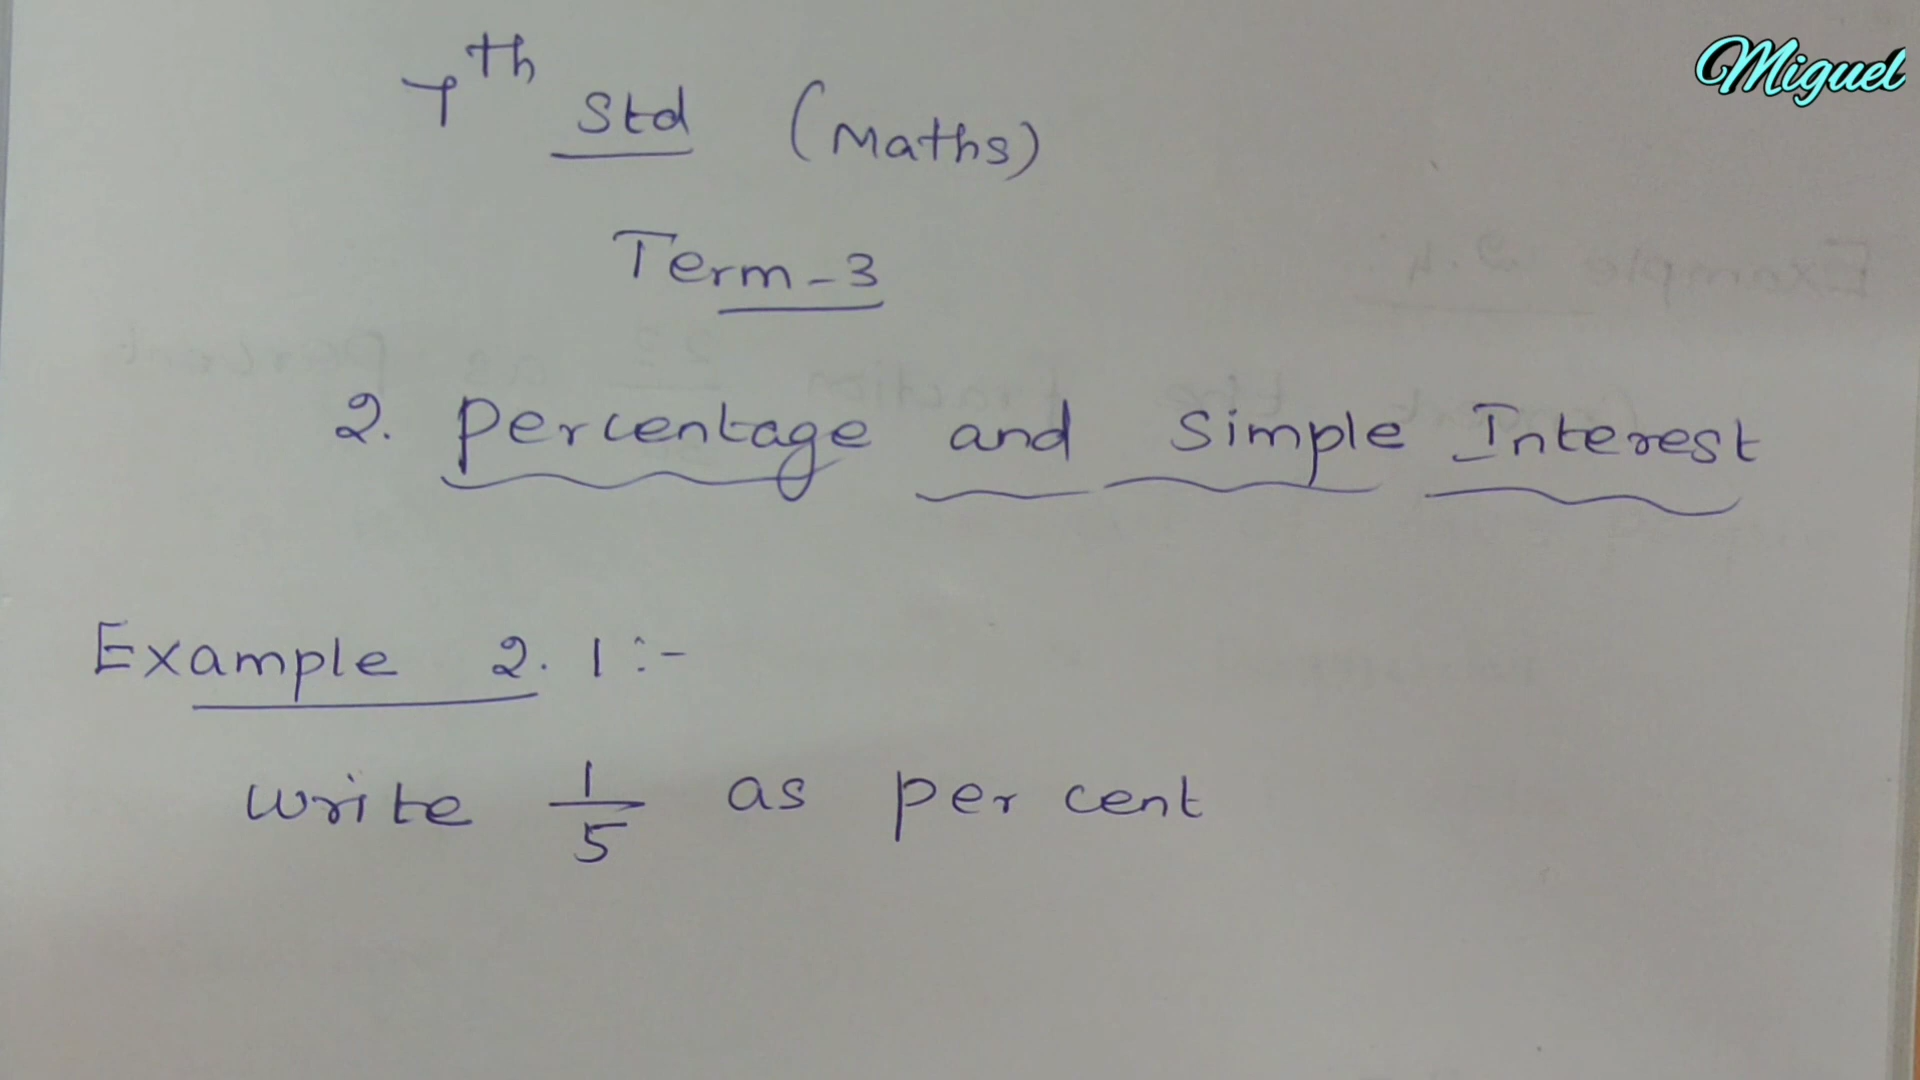 Miguel
7th std (Maths)
Term-3
2. Percentage and Simple Interest
Example 2.1:-
Write 1/5 as per cent